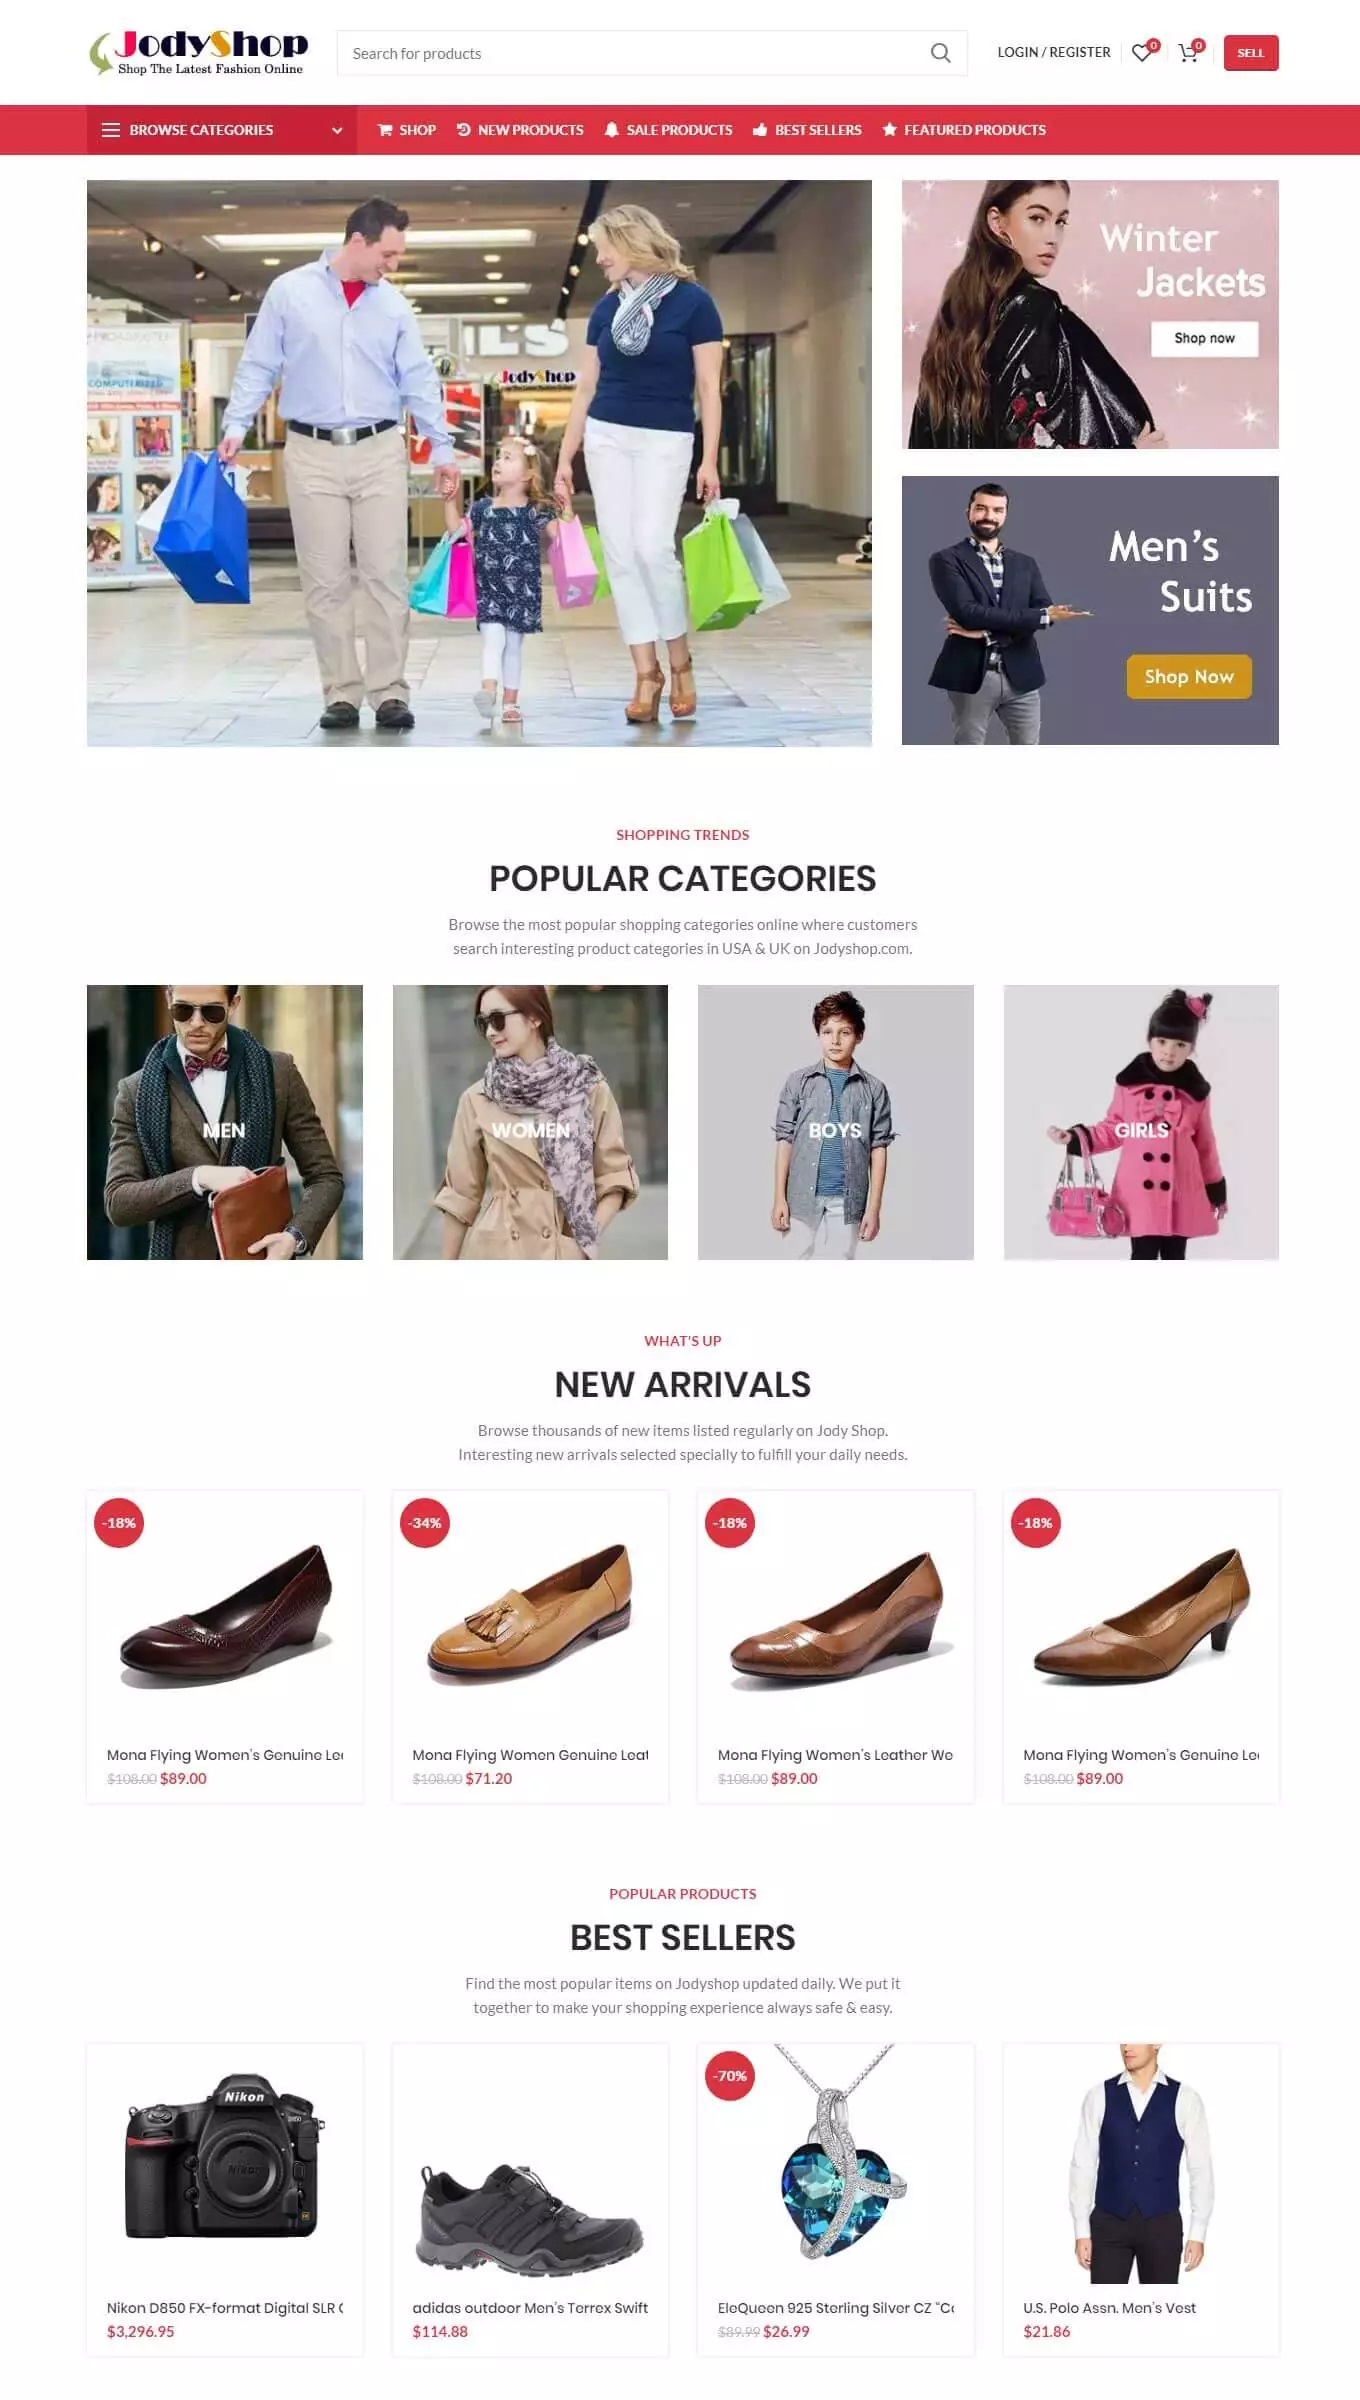 JodyShop
Shop The Latest Fashion Online
Search for products
LOGIN / REGISTER
0
0
SELL
BROWSE CATEGORIES
SHOP
NEW PRODUCTS
SALE PRODUCTS
BEST SELLERS
FEATURED PRODUCTS
COMPUTERIZED
L'S
JodyShop
Winter
Jackets
Shop now
Men's
Suits
Shop Now
SHOPPING TRENDS
POPULAR CATEGORIES
Browse the most popular shopping categories online where customers
search interesting product categories in USA & UK on Jodyshop.com.
MEN
WOMEN
BOYS
GIRLS
WHAT'S UP
NEW ARRIVALS
Browse thousands of new items listed regularly on Jody Shop.
Interesting new arrivals selected specially to fulfill your daily needs.
-18%
-34%
-18%
-18%
Mona Flying Women's Genuine Le
$108.00 $89.00
Mona Flying Women Genuine Leat
$108.00 $71.20
Mona Flying Women's Leather We
$108.00 $89.00
Mona Flying Women's Genuine Le
$108.00 $89.00
POPULAR PRODUCTS
BEST SELLERS
Find the most popular items on Jodyshop updated daily. We put it
together to make your shopping experience always safe & easy.
Nikon
D850
Nikon
-70%
Nikon D850 FX-format Digital SLR C
$3,296.95
adidas outdoor Men's Terrex Swift
$114.88
EleQueen 925 Sterling Silver CZ "Co
$89.99 $26.99
U.S. Polo Assn. Men's Vest
$21.86